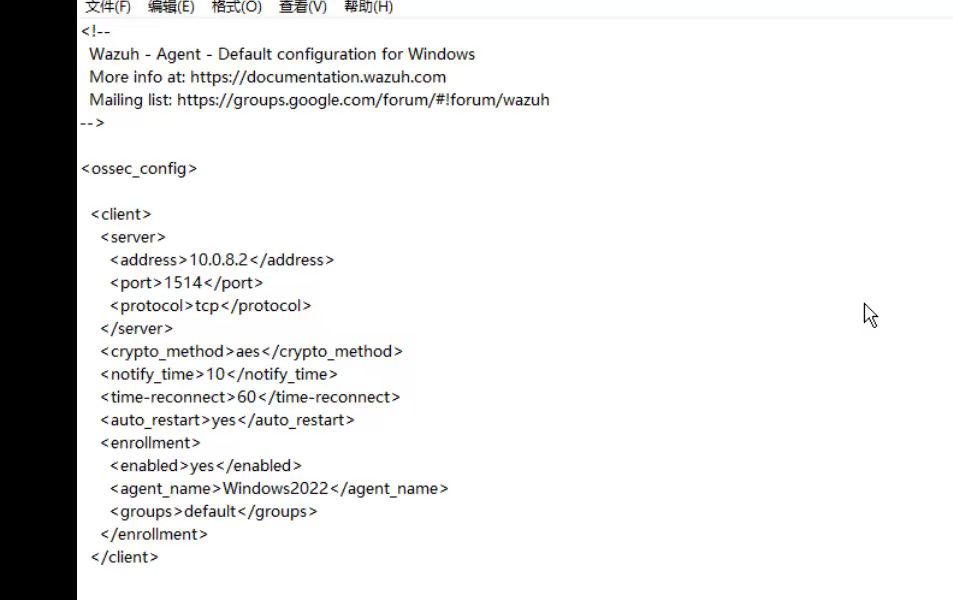 文件(F) 编辑(E) 格式(O) 查看(V) 帮助(H)
<!--
Wazuh - Agent - Default configuration for Windows
More info at: https://documentation.wazuh.com
Mailing list: https://groups.google.com/forum/#!forum/wazuh
-->
<ossec_config>
<client>
<server>
<address>10.0.8.2</address>
<port>1514</port>
<protocol>tcp</protocol>
</server>
<crypto_method>aes</crypto_method>
<notify_time>10</notify_time>
<time-reconnect>60</time-reconnect>
<auto_restart>yes</auto_restart>
<enrollment>
<enabled>yes</enabled>
<agent_name>Windows2022</agent_name>
<groups>default</groups>
</enrollment>
</client>